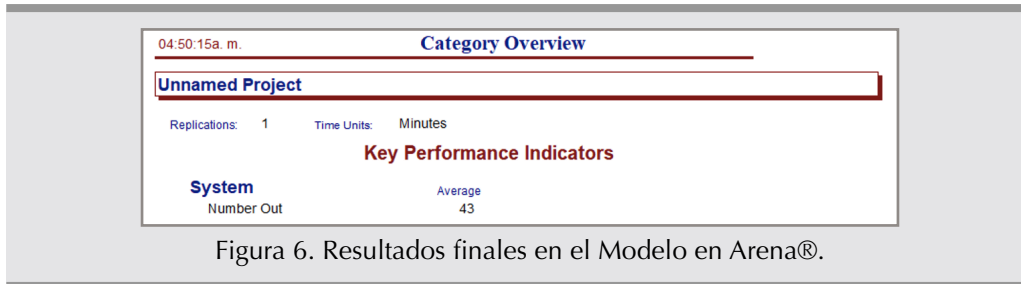 04:50:15a. m. Category Overview
Unnamed Project
Replications: 1 Time Units: Minutes
Key Performance Indicators
System Average
Number Out 43
Figura 6. Resultados finales en el Modelo en Arena®.